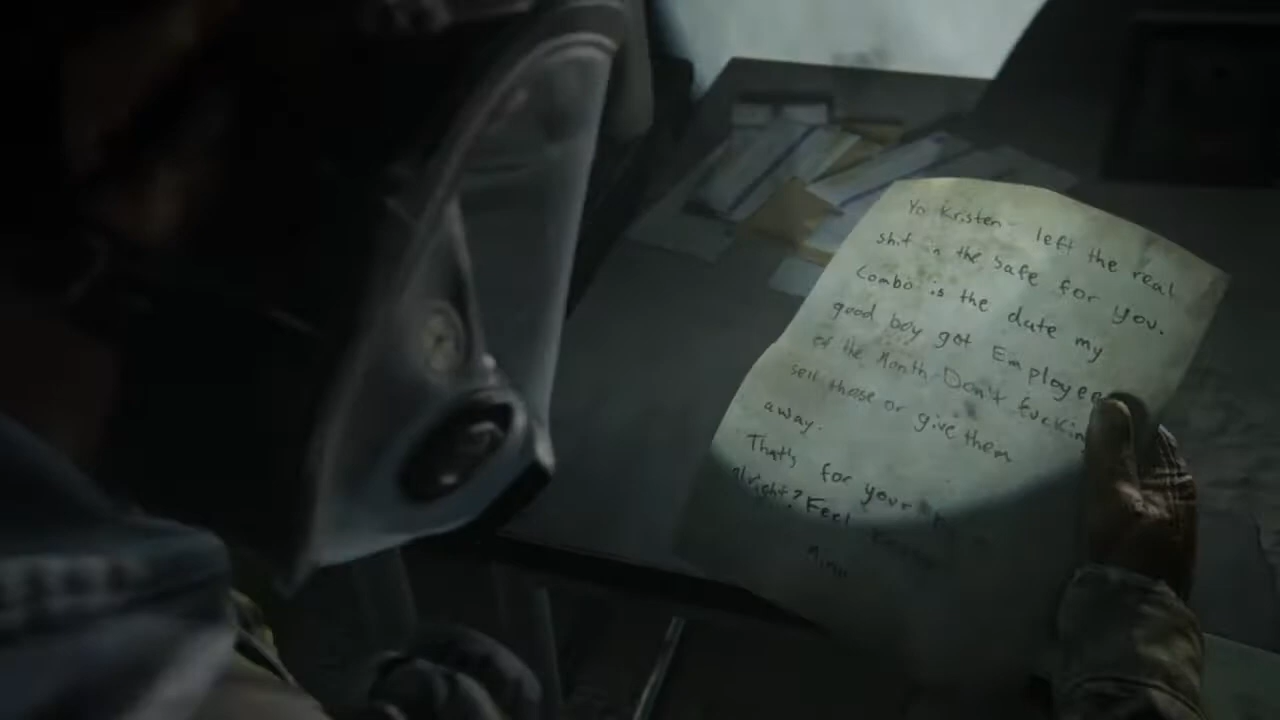 Yo Kristen - left the real
shit in the safe for you.
Combo is the date my
good boy got Employee
of the Month. Don't fucking
sell those or give them
away.
That's for your
alright? Feel better